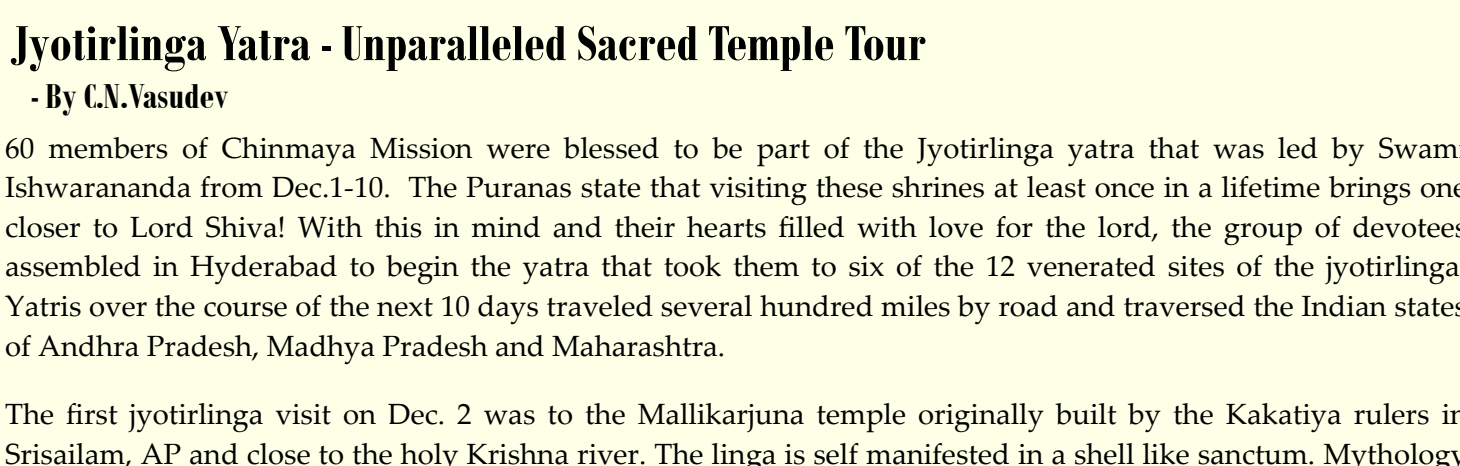 Jyotirlinga Yatra - Unparalleled Sacred Temple Tour
- By C.N.Vasudev
60 members of Chinmaya Mission were blessed to be part of the Jyotirlinga yatra that was led by Swami
Ishwarananda from Dec.1-10. The Puranas state that visiting these shrines at least once in a lifetime brings one
closer to Lord Shiva! With this in mind and their hearts filled with love for the lord, the group of devotees
assembled in Hyderabad to begin the yatra that took them to six of the 12 venerated sites of the jyotirlinga.
Yatris over the course of the next 10 days traveled several hundred miles by road and traversed the Indian states
of Andhra Pradesh, Madhya Pradesh and Maharashtra.
The first jyotirlinga visit on Dec. 2 was to the Mallikarjuna temple originally built by the Kakatiya rulers in
Srisailam, AP and close to the holy Krishna river. The linga is self manifested in a shell like sanctum. Mythology